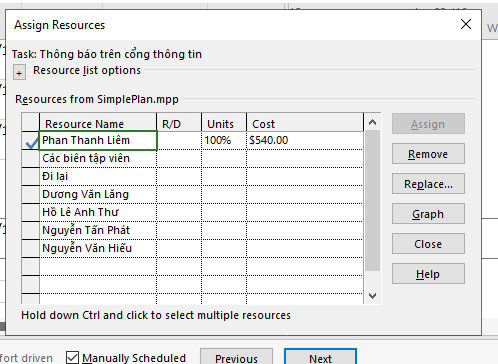 Assign Resources
Task: Thông báo trên cổng thông tin
+ Resource list options
Resources from SimplePlan.mpp
Resource Name R/D Units Cost
Phan Thanh Liêm 100% $540.00
Các biên tập viên
Đi lại
Dương Văn Lăng
Hồ Lê Anh Thư
Nguyễn Tấn Phát
Nguyễn Văn Hiếu
Assign
Remove
Replace...
Graph
Close
Help
Hold down Ctrl and click to select multiple resources
fort driven Manually Scheduled Previous Next